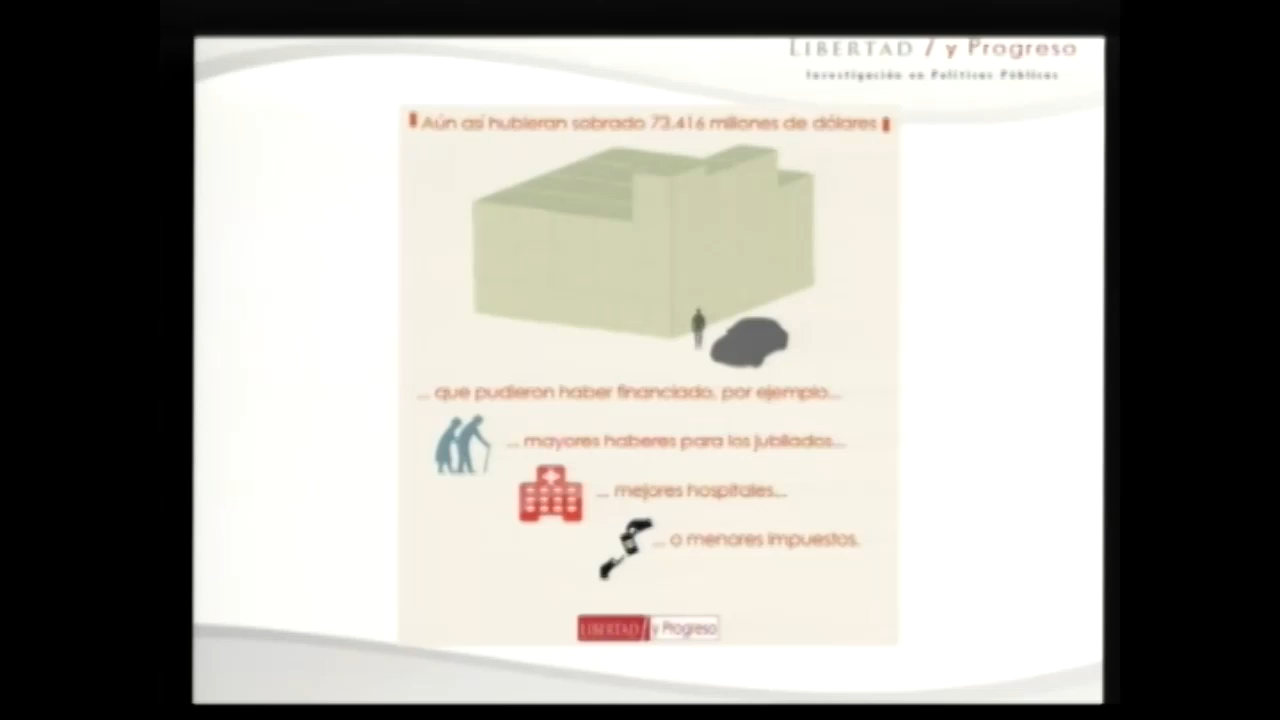 LIBERTAD / y Progreso
Investigación en Políticas Públicas
Aún así hubieran sobrado 73.416 millones de dólares
... que pudieron haber financiado, por ejemplo...
... mayores haberes para los jubilados...
... mejores hospitales...
... o menores impuestos.
LIBERTAD / y Progreso